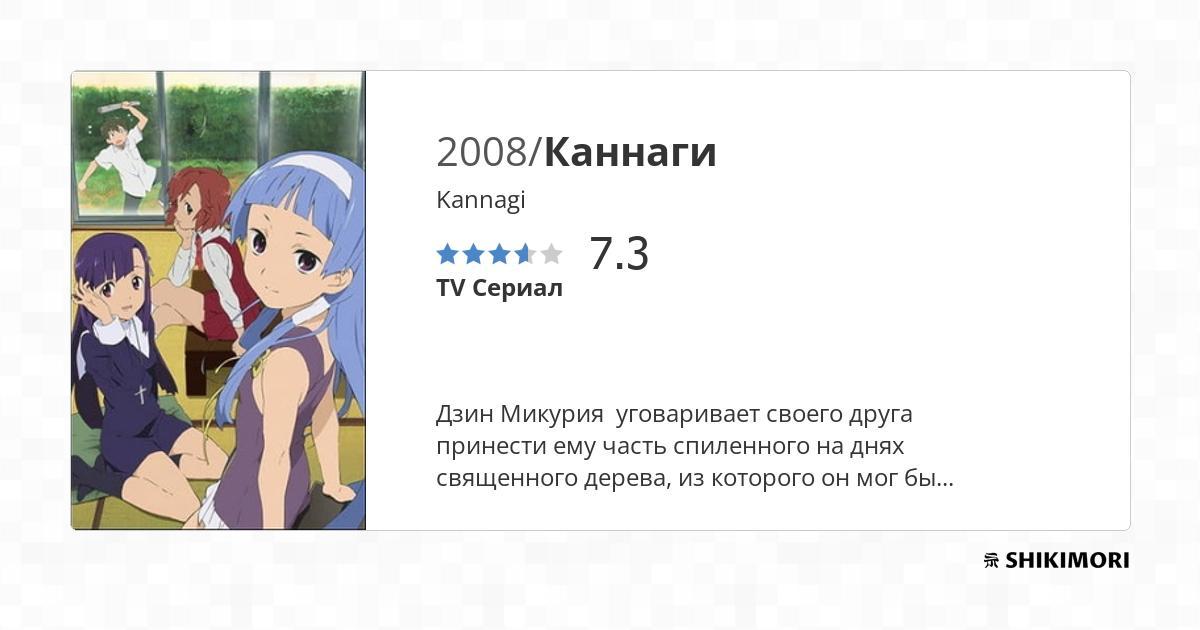 2008/Каннаги
Kannagi
7.3
TV Сериал
Дзин Микурия  уговаривает своего друга
принести ему часть спиленного на днях
священного дерева, из которого он мог бы...
SHIKIMORI